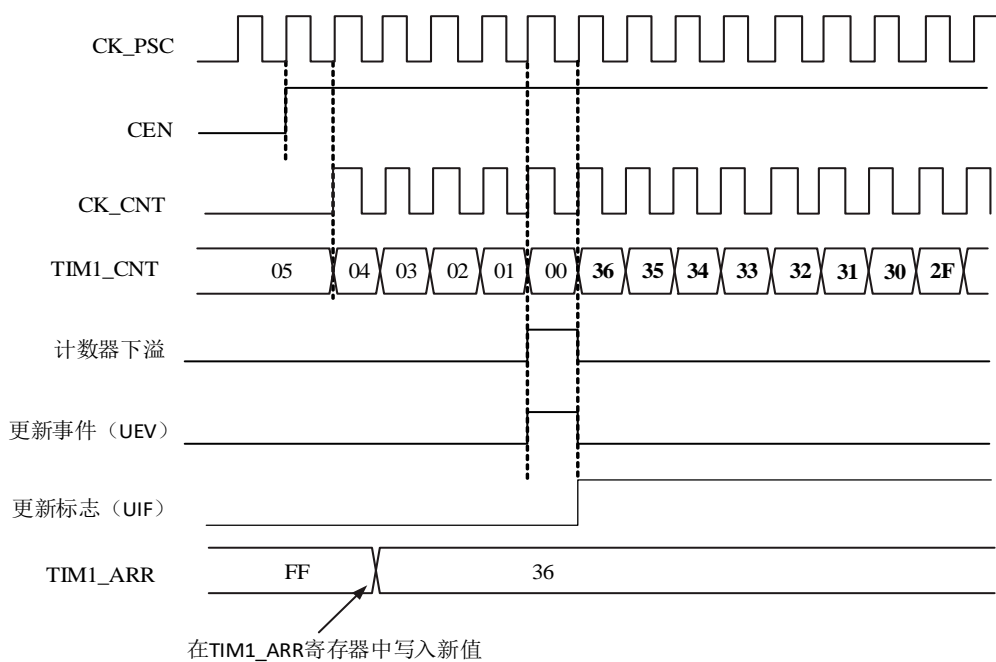 CK_PSC
CEN
CK_CNT
TIM1_CNT 05 04 03 02 01 00 36 35 34 33 32 31 30 2F
计数器下溢
更新事件（UEV）
更新标志（UIF）
TIM1_ARR FF 36
在TIM1_ARR寄存器中写入新值